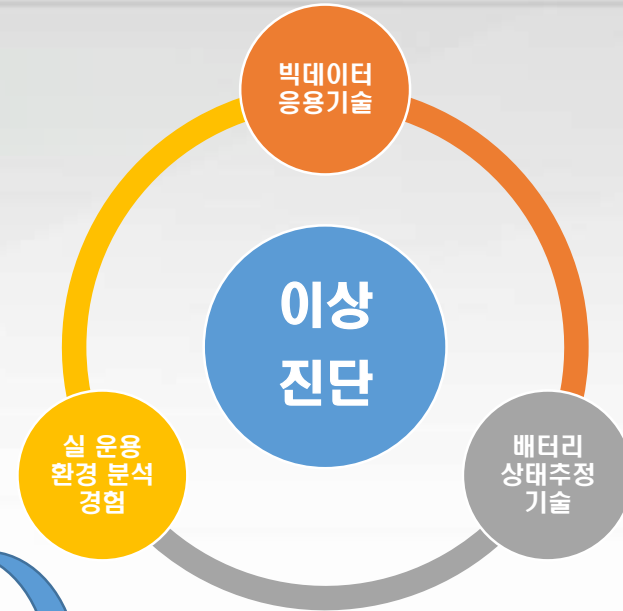 빅데이터
응용기술
이상
진단
실 운용
환경 분석
경험
배터리
상태추정
기술